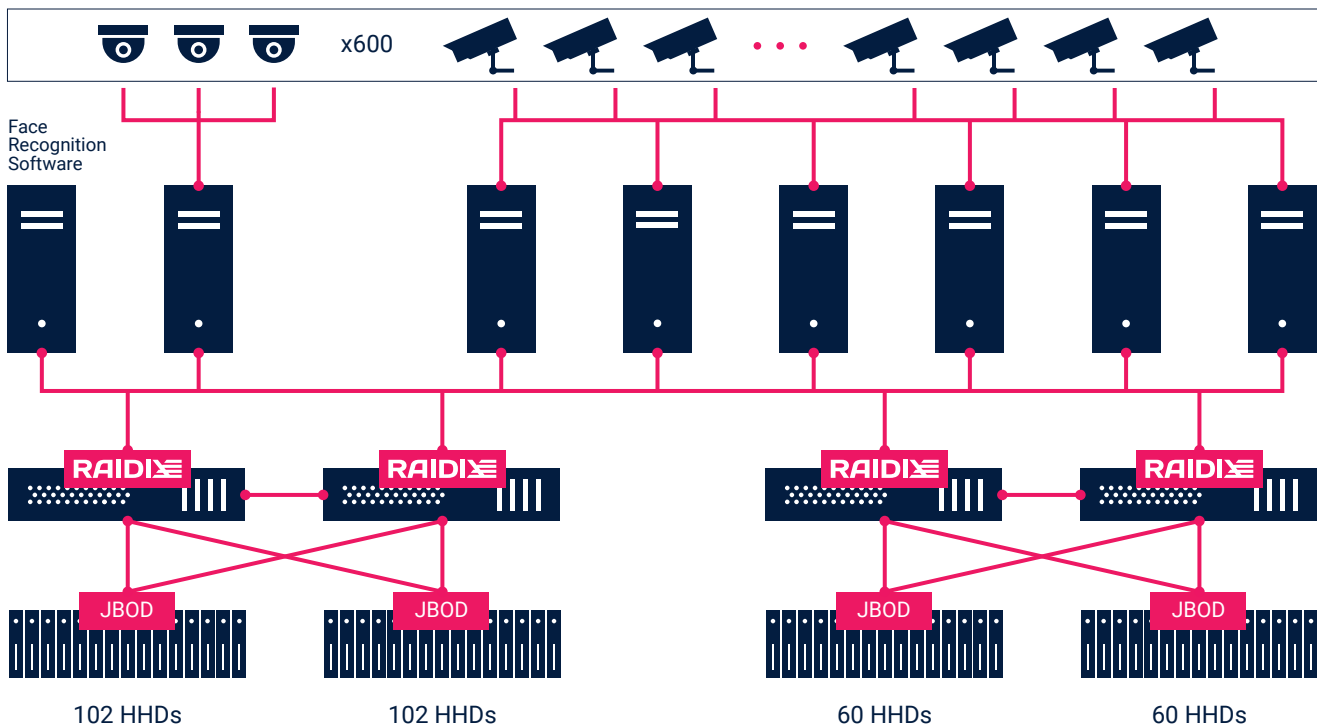 x600
Face
Recognition
Software
RAIDIX
RAIDIX
RAIDIX
RAIDIX
JBOD
JBOD
JBOD
JBOD
102 HHDs
102 HHDs
60 HHDs
60 HHDs